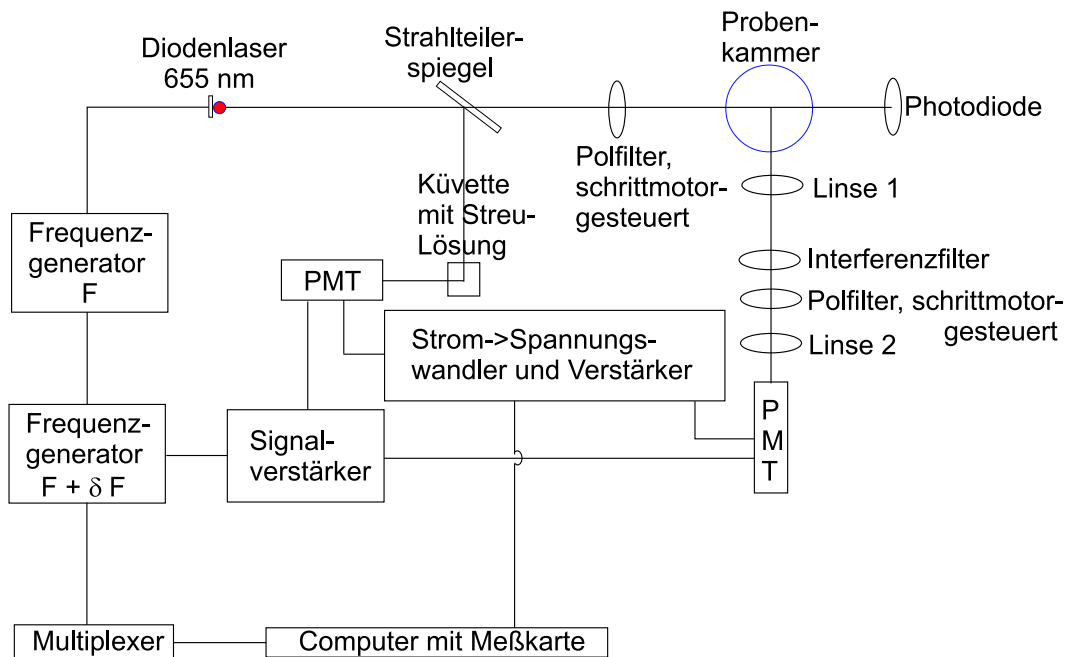 Diodenlaser
655 nm
Strahlteiler-
spiegel
Proben-
kammer
Photodiode
Polfilter,
schrittmotor-
gesteuert
Küvette
mit Streu-
Lösung
Linse 1
Interferenzfilter
Polfilter, schrittmotor-
gesteuert
Linse 2
Frequenz-
generator
F
PMT
Strom->Spannungs-
wandler und Verstärker
P
M
T
Frequenz-
generator
F + δ F
Signal-
verstärker
Multiplexer
Computer mit Meßkarte